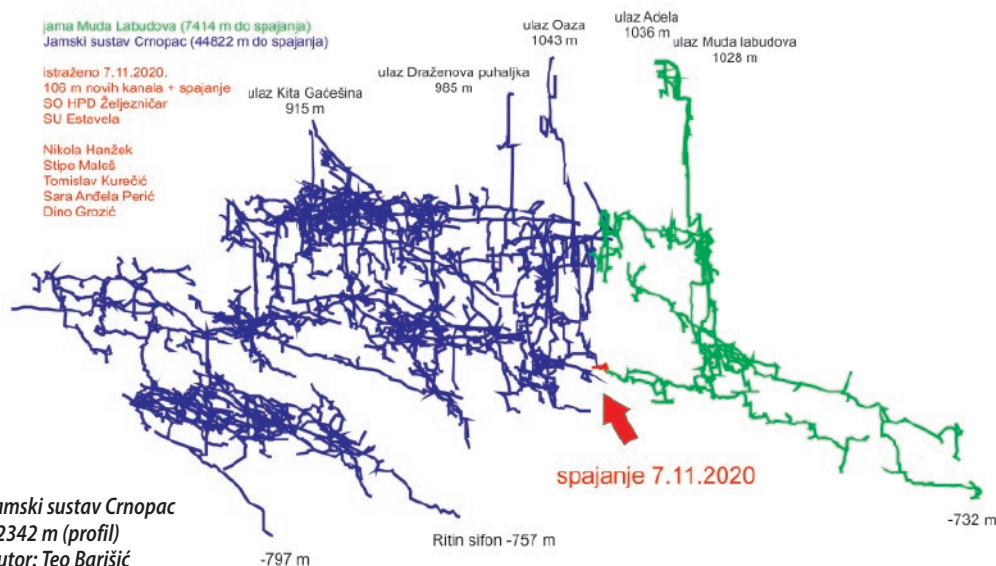 jama Muda Labudova (7414 m do spajanja)
Jamski sustav Crnopac (44822 m do spajanja)
istraženo 7.11.2020.
106 m novih kanala + spajanje
SO HPD Željezničar
SU Estavela
Nikola Hanžek
Stipe Maleš
Tomislav Kurečić
Sara Anđela Perić
Dino Grozić
ulaz Kita Gaćešina
915 m
ulaz Draženova puhaljka
985 m
ulaz Oaza
1043 m
ulaz Adela
1036 m
ulaz Muda labudova
1028 m
spajanje 7.11.2020
-732 m
Ritin sifon -757 m
-797 m
amski sustav Crnopac
2342 m (profil)
utor: Teo Barišić